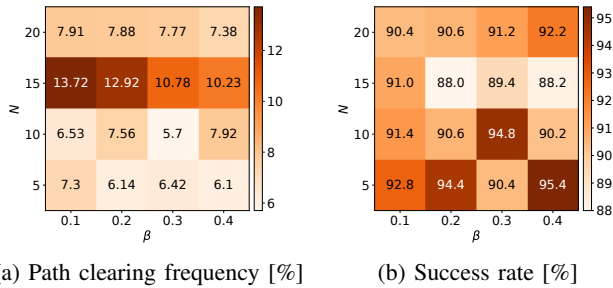 20 7.91 7.88 7.77 7.38
15 13.72 12.92 10.78 10.23
10 6.53 7.56 5.7 7.92
5 7.3 6.14 6.42 6.1
N
0.1 0.2 0.3 0.4
β
12
10
8
6
20 90.4 90.6 91.2 92.2
15 91.0 88.0 89.4 88.2
10 91.4 90.6 94.8 90.2
5 92.8 94.4 90.4 95.4
N
0.1 0.2 0.3 0.4
β
95
94
93
92
91
90
89
88
a) Path clearing frequency [%]
(b) Success rate [%]